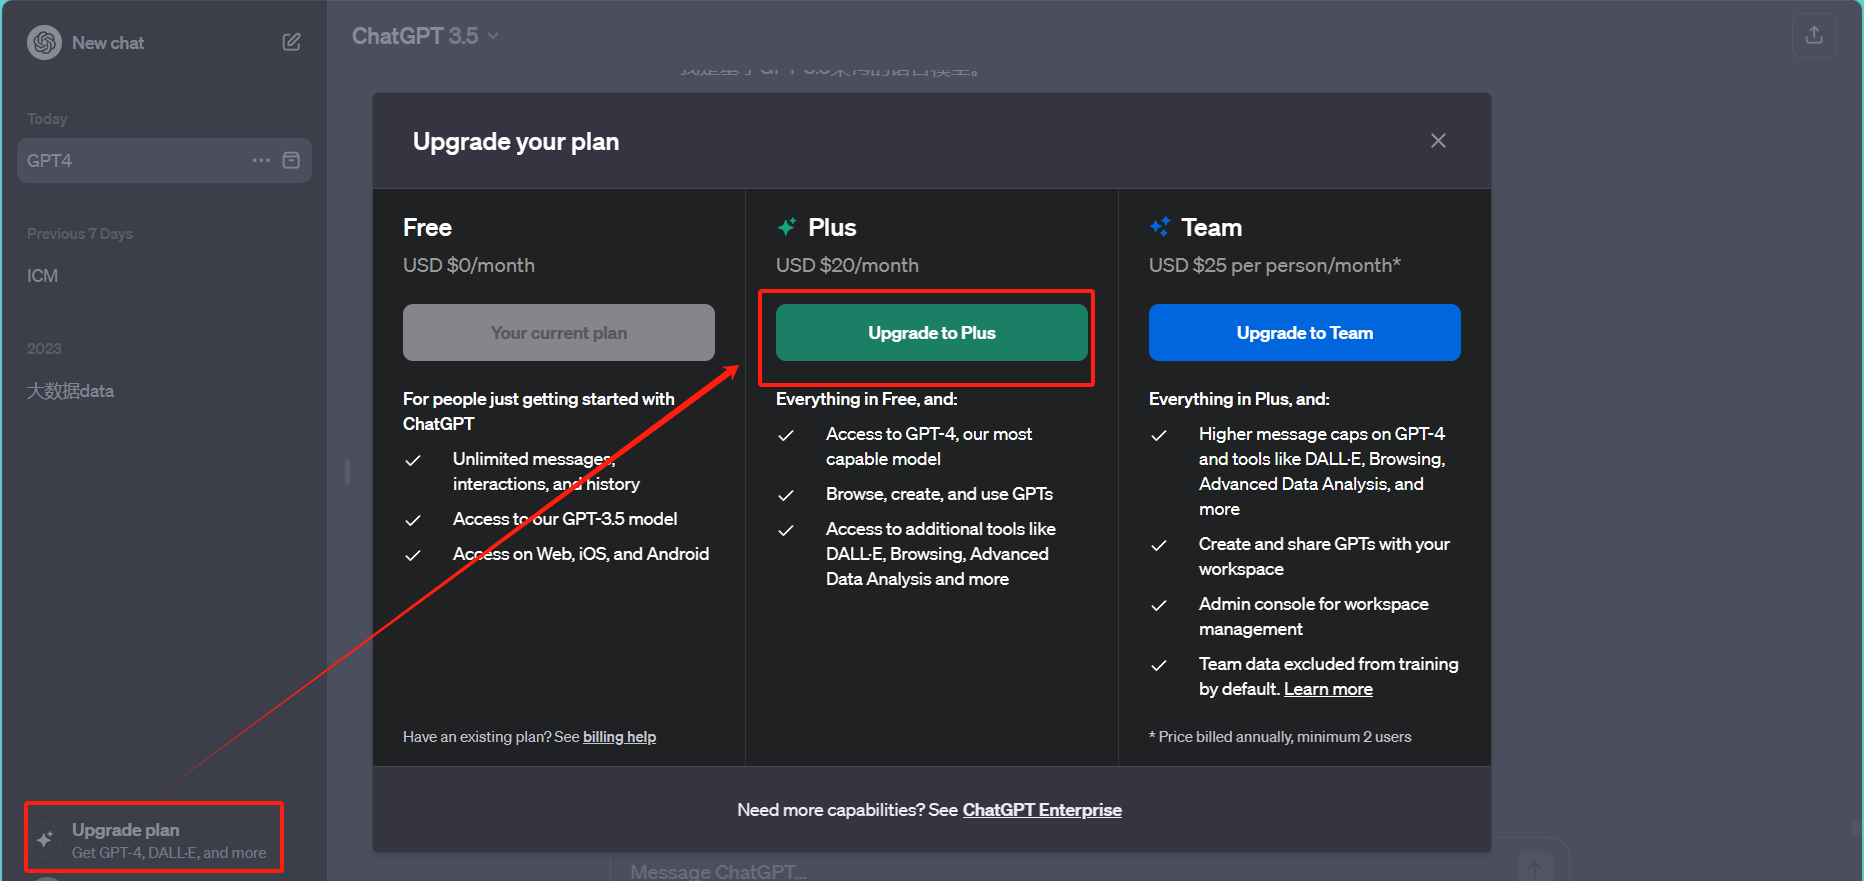 New chat
Today
GPT4
Previous 7 Days
ICM
2023
大数据data
Upgrade plan
Get GPT-4, DALL·E, and more
ChatGPT 3.5
Upgrade your plan
Free
USD $0/month
Your current plan
For people just getting started with
ChatGPT
Unlimited messages,
interactions, and history
Access to our GPT-3.5 model
Access on Web, iOS, and Android
Have an existing plan? See billing help
Plus
USD $20/month
Upgrade to Plus
Everything in Free, and:
Access to GPT-4, our most
capable model
Browse, create, and use GPTs
Access to additional tools like
DALL·E, Browsing, Advanced
Data Analysis and more
Team
USD $25 per person/month*
Upgrade to Team
Everything in Plus, and:
Higher message caps on GPT-4
and tools like DALL·E, Browsing,
Advanced Data Analysis, and
more
Create and share GPTs with your
workspace
Admin console for workspace
management
Team data excluded from training
by default. Learn more
* Price billed annually, minimum 2 users
Need more capabilities? See ChatGPT Enterprise
Message ChatGPT...